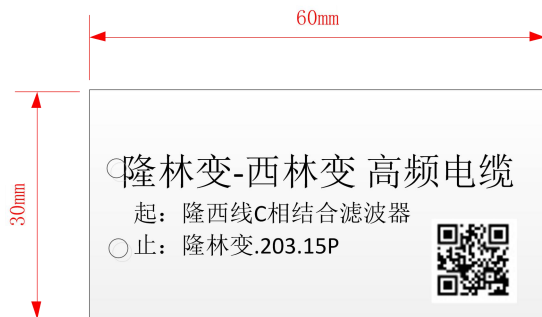 60mm
30mm
隆林变-西林变 高频电缆
起：隆西线C相结合滤波器
止：隆林变.203.15P